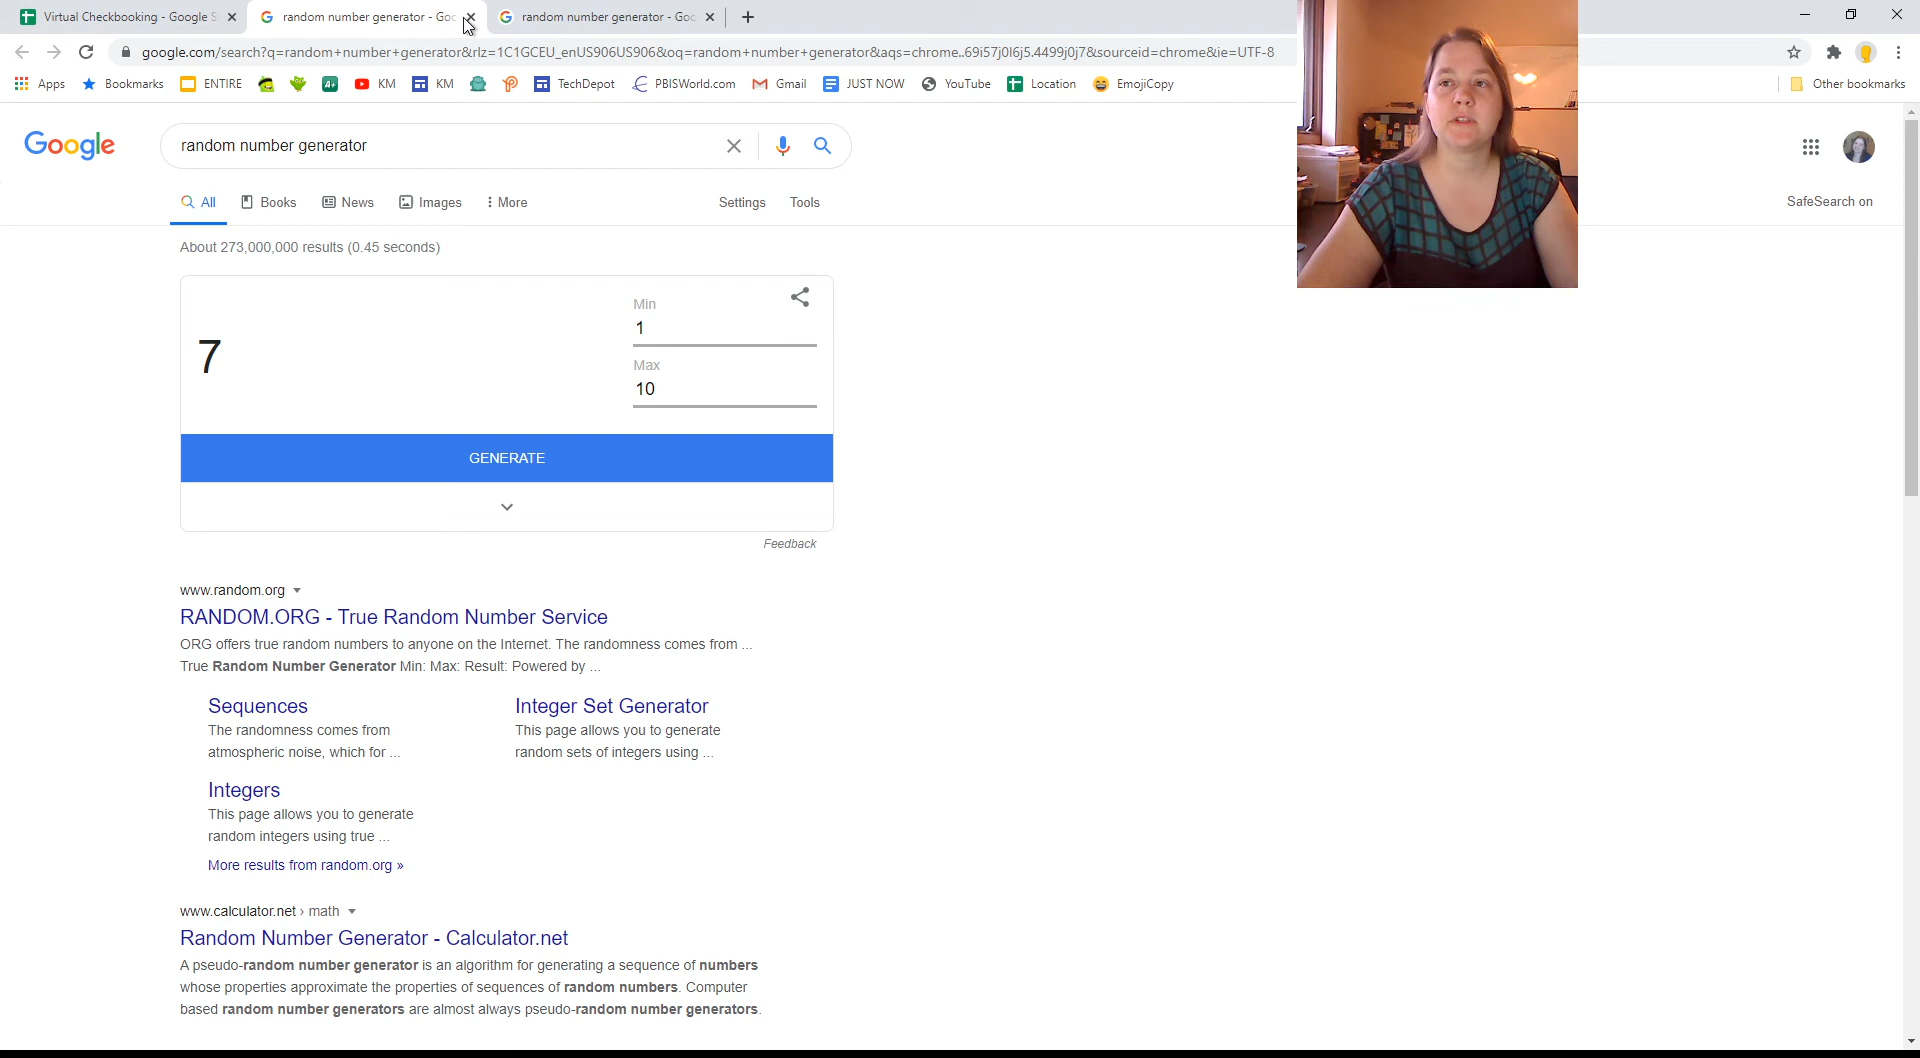 Virtual Checkbooking - Google S
random number generator - Goo
random number generator - Goo
google.com/search?q=random+number+generator&rlz=1C1GCEU_enUS906US906&oq=random+number+generator&aqs=chrome..69i57j0l6j5.4499j0j7&sourceid=chrome&ie=UTF-8
Apps Bookmarks ENTIRE A+ KM KM TechDepot PBISWorld.com Gmail JUST NOW YouTube Location EmojiCopy Other bookmarks
Google
random number generator
All Books News Images More Settings Tools SafeSearch on
About 273,000,000 results (0.45 seconds)
Min
1
7
Max
10
GENERATE
Feedback
www.random.org
RANDOM.ORG - True Random Number Service
ORG offers true random numbers to anyone on the Internet. The randomness comes from ...
True Random Number Generator Min: Max: Result: Powered by ...
Sequences
The randomness comes from
atmospheric noise, which for ...
Integer Set Generator
This page allows you to generate
random sets of integers using ...
Integers
This page allows you to generate
random integers using true ...
More results from random.org »
www.calculator.net › math
Random Number Generator - Calculator.net
A pseudo-random number generator is an algorithm for generating a sequence of numbers
whose properties approximate the properties of sequences of random numbers. Computer
based random number generators are almost always pseudo-random number generators.